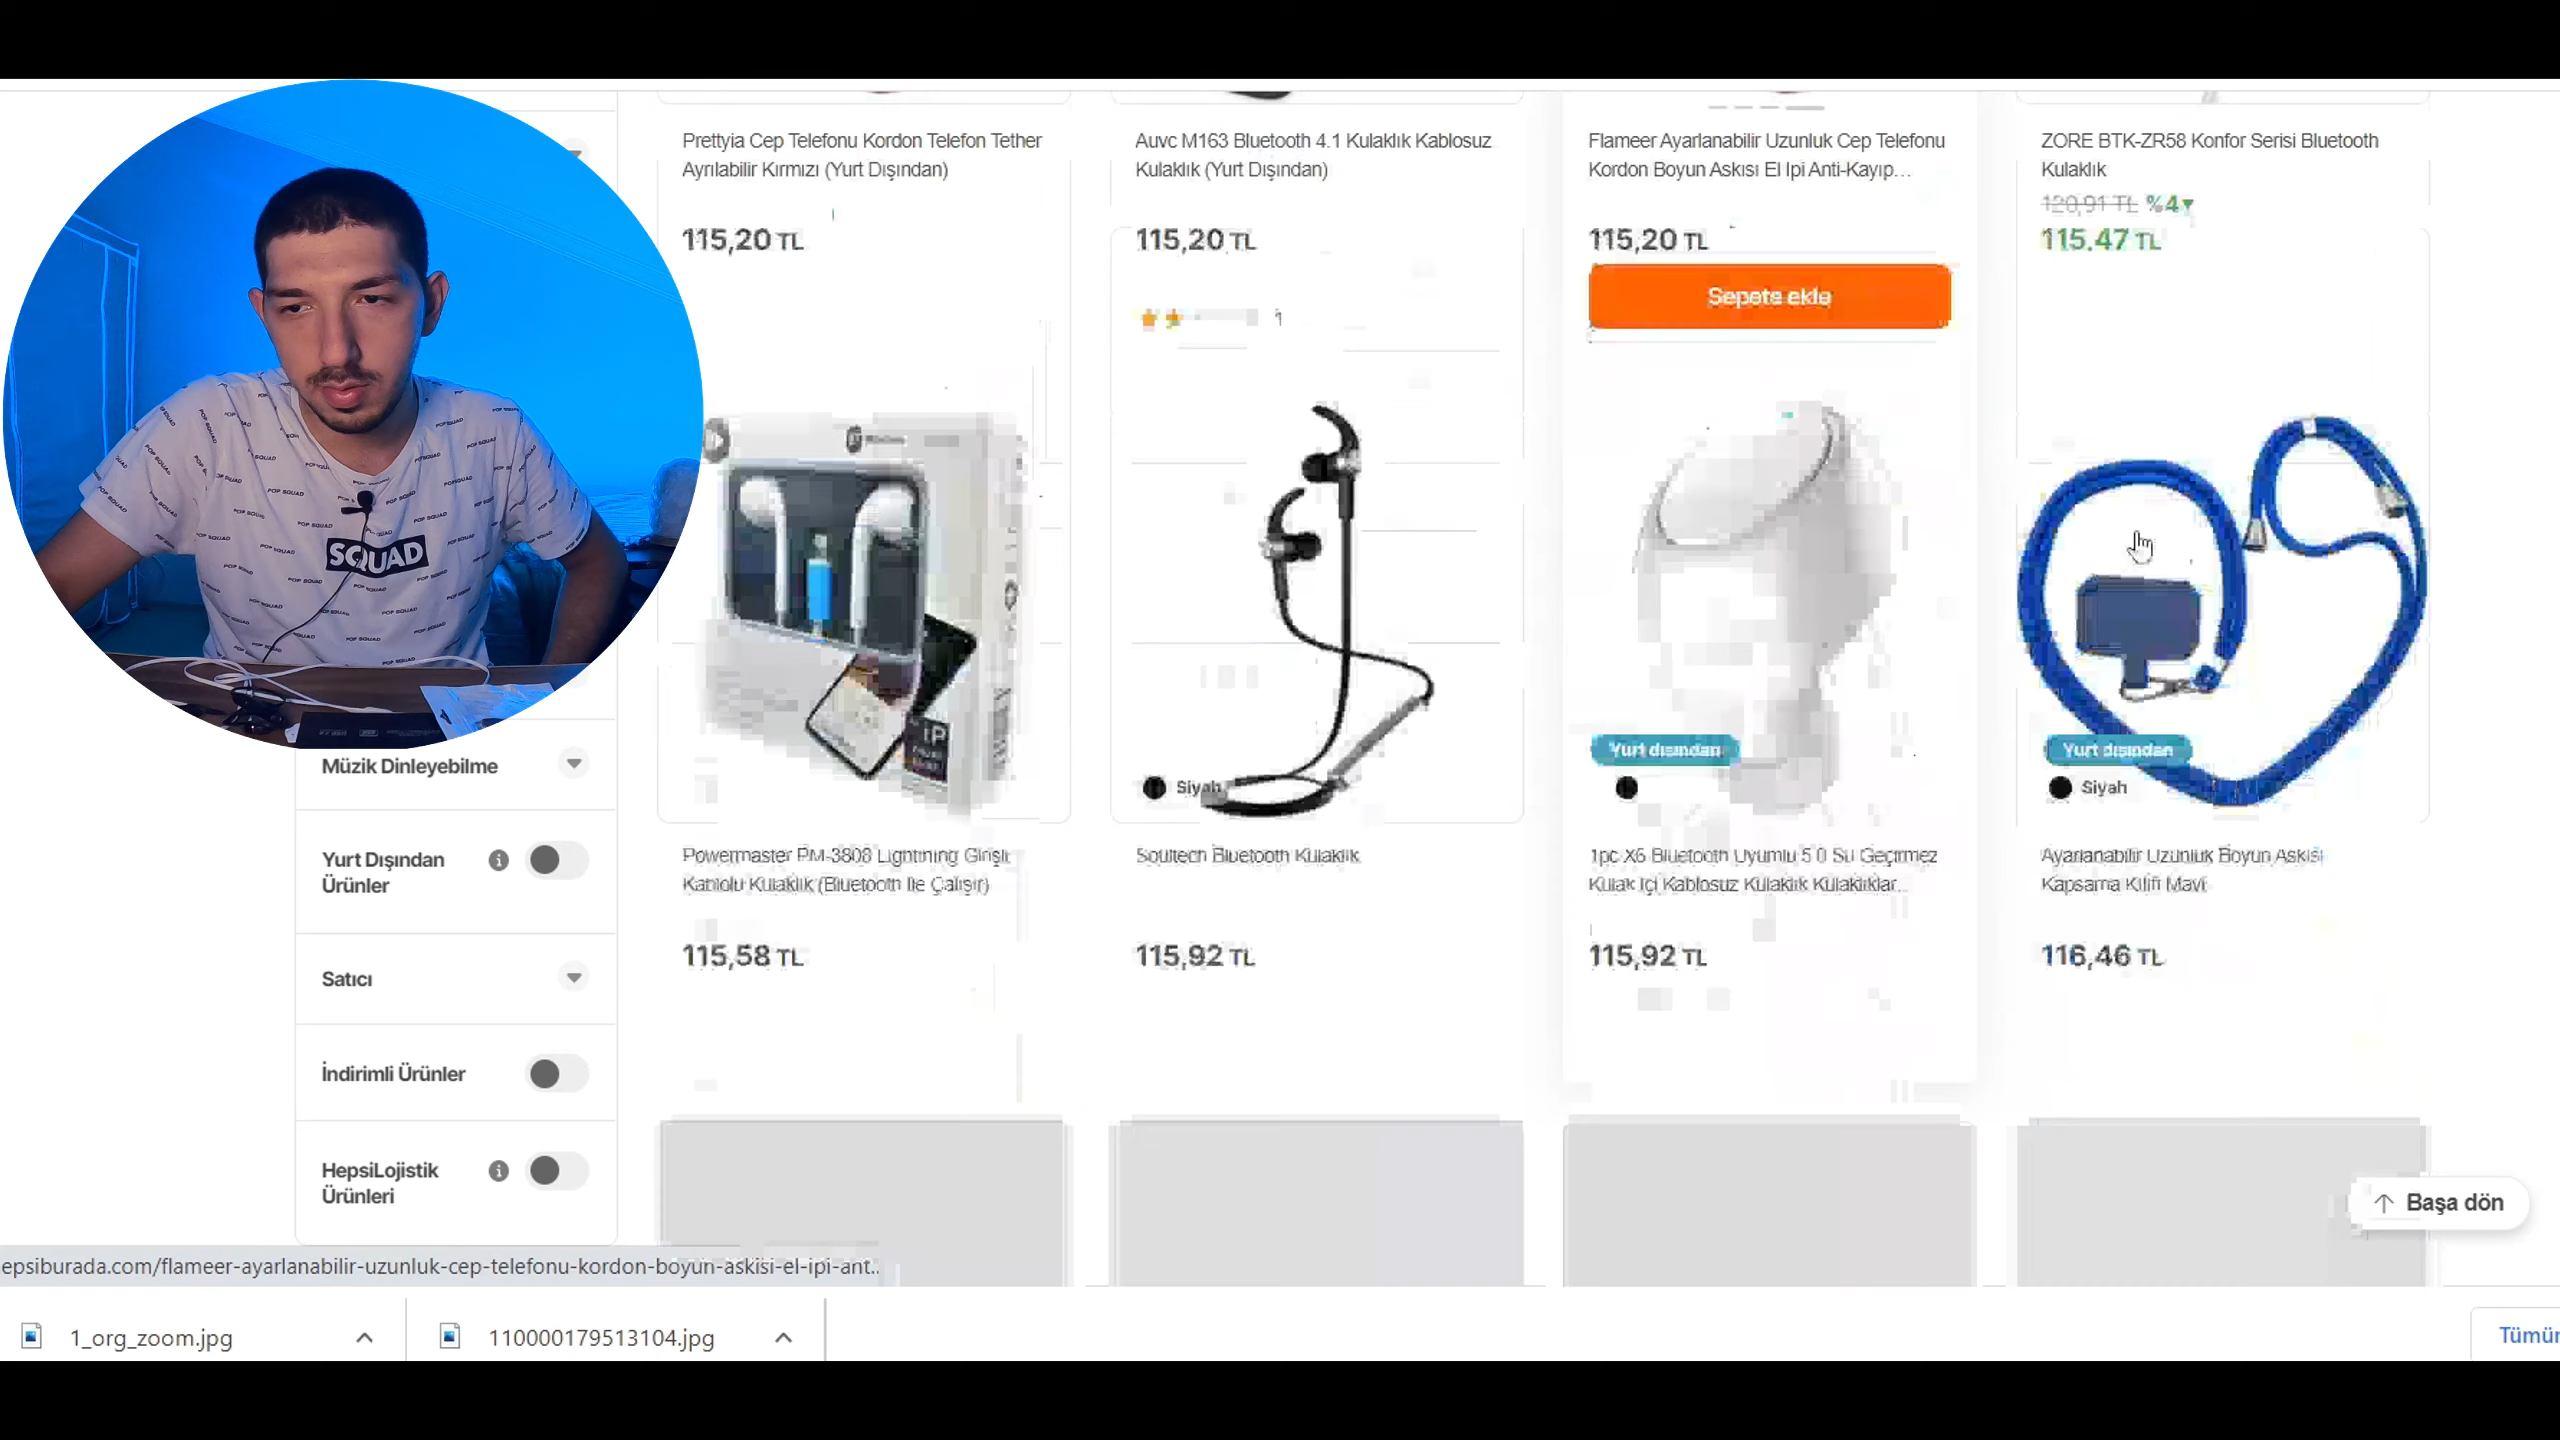 Prettyia Cep Telefonu Kordon Telefon Tether
Ayrılabilir Kırmızı (Yurt Dışından)
115,20 TL
Auvc M163 Bluetooth 4.1 Kulaklık Kablosuz
Kulaklık (Yurt Dışından)
115,20 TL
1
Flameer Ayarlanabilir Uzunluk Cep Telefonu
Kordon Boyun Askısı El Ipi Anti-Kayıp...
115,20 TL
Sepete ekle
ZORE BTK-ZR58 Konfor Serisi Bluetooth
Kulaklık
120,91 TL %4
115,47 TL
POP SQUAD
SQUAD
Müzik Dinleyebilme
Yurt Dışından
Ürünler
Satıcı
İndirimli Ürünler
HepsiLojistik
Ürünleri
Powermaster PM-3808 Lightning Girişli
Kablolu Kulaklık (Bluetooth Ile Çalışır)
115,58 TL
Siyah
Soultech Bluetooth Kulaklık
115,92 TL
Yurt dışından
1pc X6 Bluetooth Uyumlu 5 0 Su Geçirmez
Kulak Içi Kablosuz Kulaklık Kulaklıklar...
115,92 TL
Yurt dışından
Siyah
Ayarlanabilir Uzunluk Boyun Askısı
Kapsama Kılıfı Mavi
116,46 TL
Başa dön
epsiburada.com/flameer-ayarlanabilir-uzunluk-cep-telefonu-kordon-boyun-askisi-el-ipi-ant...
1_org_zoom.jpg
110000179513104.jpg
Tümün